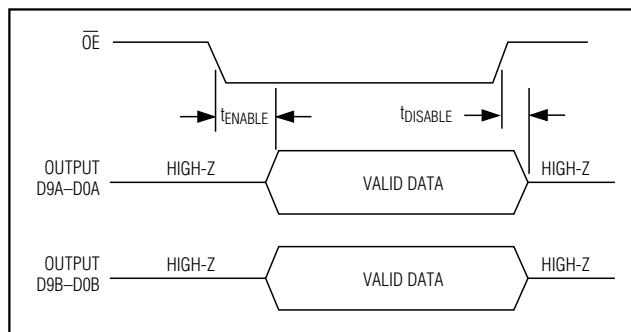 OE
tENABLE
tDISABLE
OUTPUT
D9A–D0A
HIGH-Z
VALID DATA
HIGH-Z
OUTPUT
D9B–D0B
HIGH-Z
VALID DATA
HIGH-Z